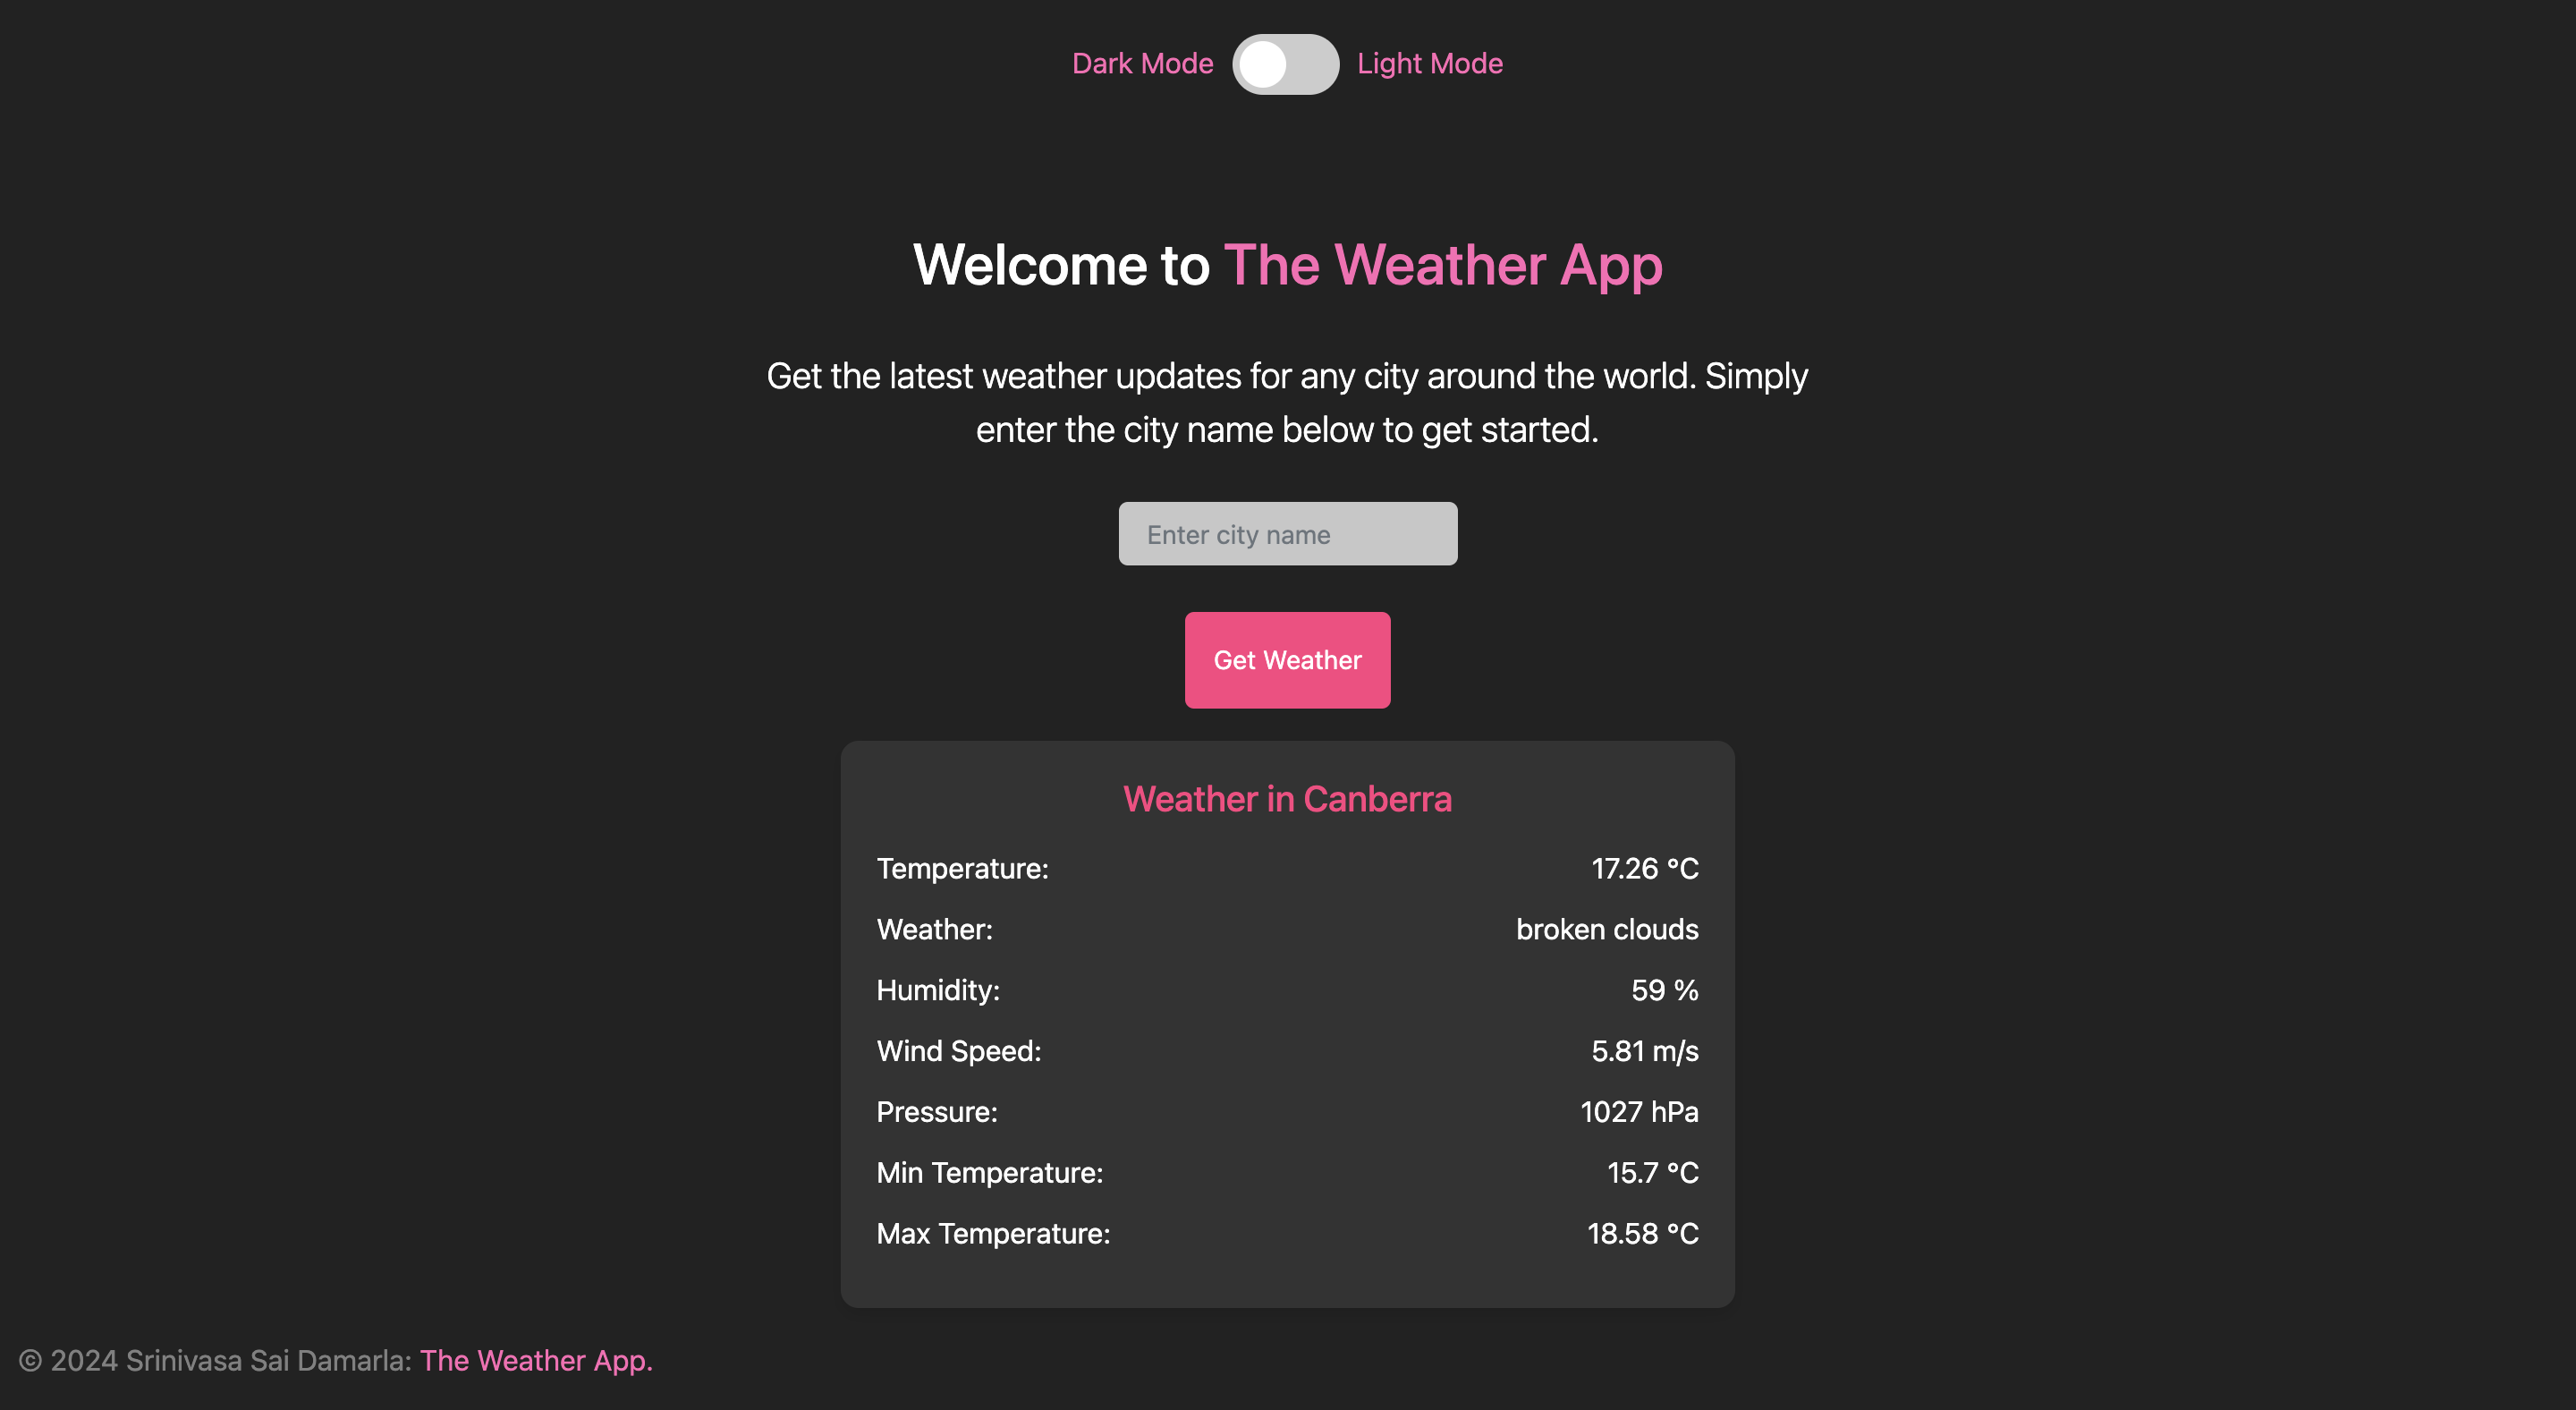 Dark Mode Light Mode
Welcome to The Weather App
Get the latest weather updates for any city around the world. Simply
enter the city name below to get started.
Enter city name
Get Weather
Weather in Canberra
Temperature: 17.26 °C
Weather: broken clouds
Humidity: 59 %
Wind Speed: 5.81 m/s
Pressure: 1027 hPa
Min Temperature: 15.7 °C
Max Temperature: 18.58 °C
© 2024 Srinivasa Sai Damarla: The Weather App.